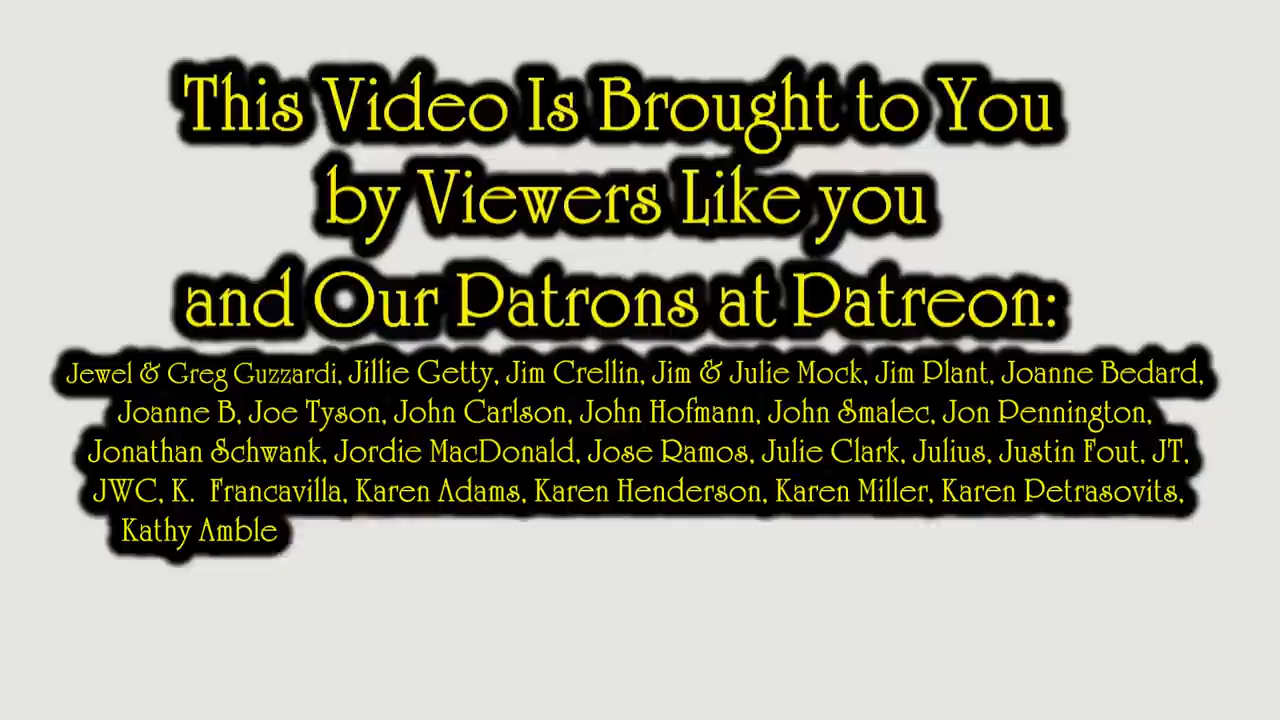 This Video Is Brought to You
by Viewers Like you
and Our Patrons at Patreon:
Jewel & Greg Guzzardi, Jillie Getty, Jim Crellin, Jim & Julie Mock, Jim Plant, Joanne Bedard,
Joanne B, Joe Tyson, John Carlson, John Hofmann, John Smalec, Jon Pennington,
Jonathan Schwank, Jordie MacDonald, Jose Ramos, Julie Clark, Julius, Justin Fout, JT,
JWC, K.  Francavilla, Karen Adams, Karen Henderson, Karen Miller, Karen Petrasovits,
Kathy Amble